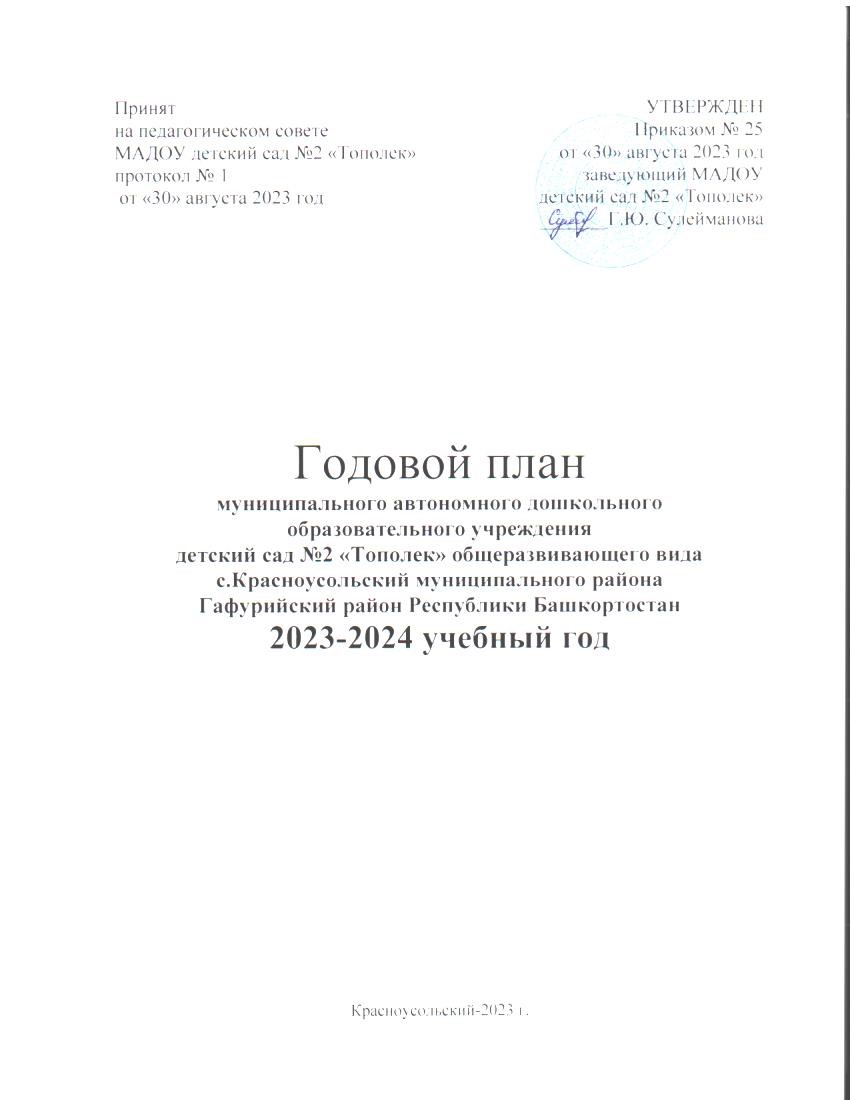 Принят
на педагогическом совете
МАДОУ детский сад №2 «Тополек»
протокол № 1
от «30» августа 2023 год
УТВЕРЖДЕН
Приказом № 25
от «30» августа 2023 год
заведующий МАДОУ
детский сад №2 «Тополек»
Г.Ю. Сулейманова
Годовой план
муниципального автономного дошкольного
образовательного учреждения
детский сад №2 «Тополек» общеразвивающего вида
с.Красноусольский муниципального района
Гафурийский район Республики Башкортостан
2023-2024 учебный год
Красноусольский-2023 г.